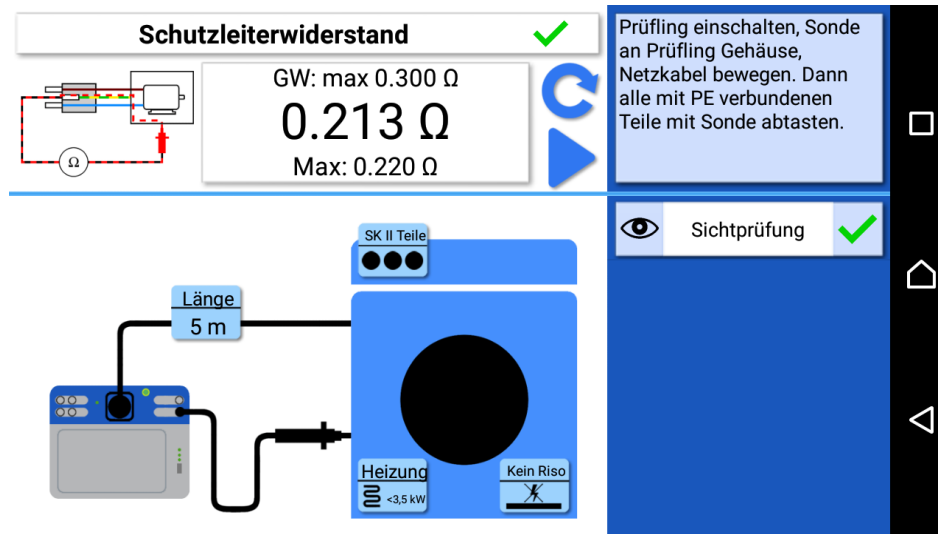 Schutzleiterwiderstand
GW: max 0.300 Ω
0.213 Ω
Max: 0.220 Ω
Ω
Prüfling einschalten, Sonde
an Prüfling Gehäuse,
Netzkabel bewegen. Dann
alle mit PE verbundenen
Teile mit Sonde abtasten.
Sichtprüfung
SK II Teile
Länge
5 m
Heizung
<3,5 kW
Kein Riso